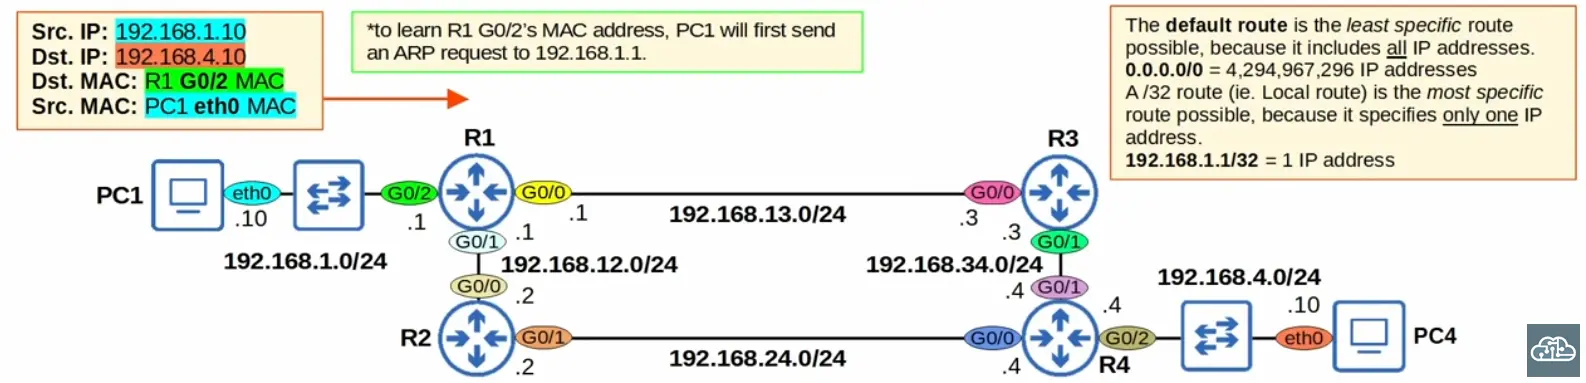 Src. IP: 192.168.1.10
Dst. IP: 192.168.4.10
Dst. MAC: R1 G0/2 MAC
Src. MAC: PC1 eth0 MAC
*to learn R1 G0/2's MAC address, PC1 will first send
an ARP request to 192.168.1.1.
The default route is the least specific route
possible, because it includes all IP addresses.
0.0.0.0/0 = 4,294,967,296 IP addresses
A /32 route (ie. Local route) is the most specific
route possible, because it specifies only one IP
address.
192.168.1.1/32 = 1 IP address
R1
R3
PC1
eth0
G0/2
G0/0
G0/0
.10
.1
.1
192.168.13.0/24
.3
G0/1
.1
.3
G0/1
192.168.1.0/24
192.168.12.0/24
192.168.34.0/24
192.168.4.0/24
G0/0
.2
.4
G0/1
.4
.10
R2
G0/1
G0/0
G0/2
eth0
PC4
.2
192.168.24.0/24
.4
R4